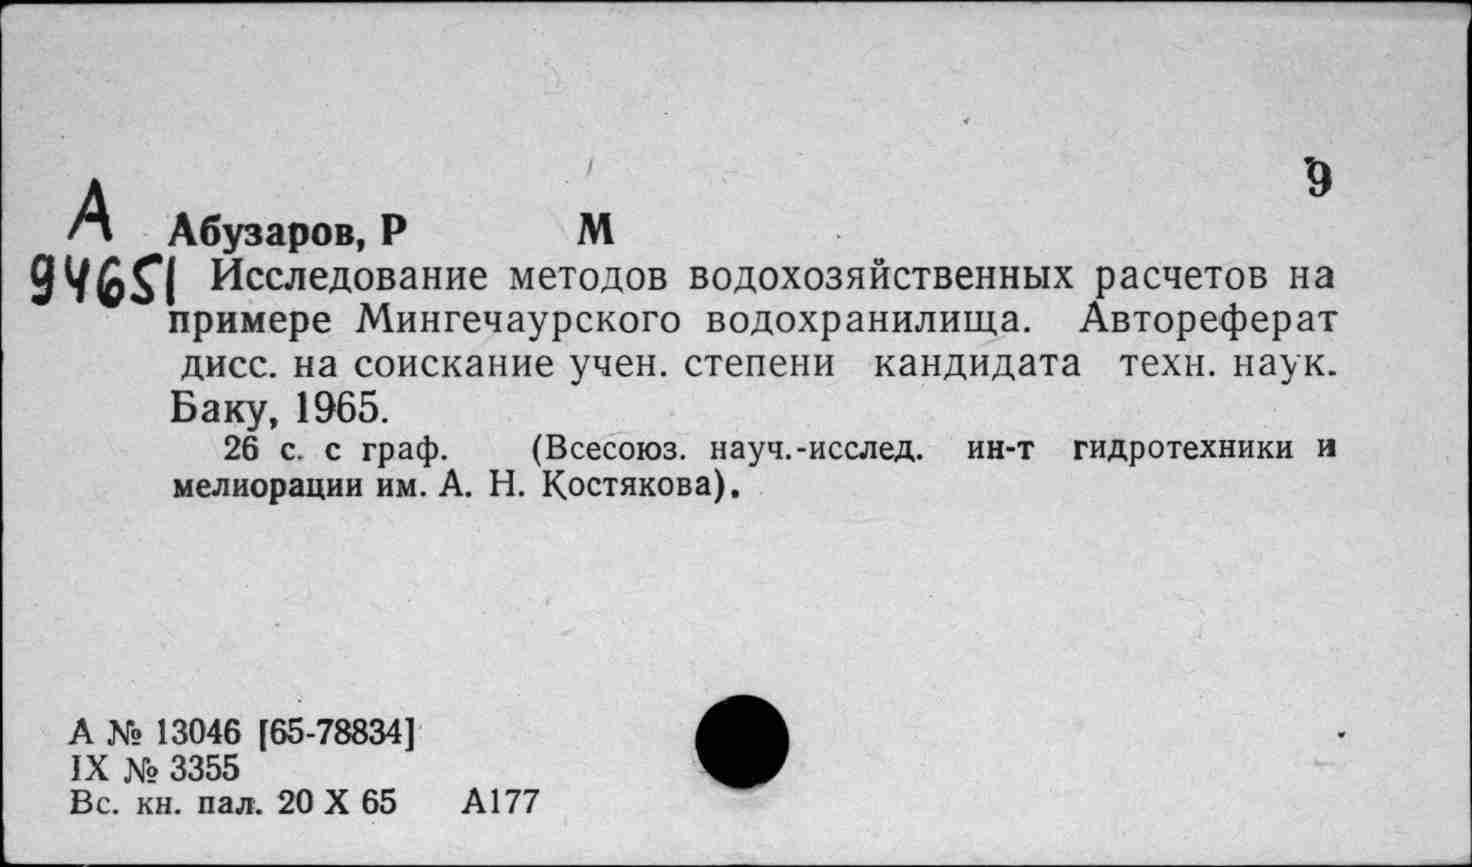 9
А Абузаров, Р М
94651 Исследование методов водохозяйственных расчетов на
примере Мингечаурского водохранилища. Автореферат
дисс. на соискание учен. степени кандидата техн. наук.
Баку, 1965.
26 с. с граф. (Всесоюз. науч.-исслед. ин-т гидротехники и
мелиорации им. А. Н. Костякова).
А № 13046 [65-78834]
IX № 3355
Вс. кн. пал. 20 X 65 А177